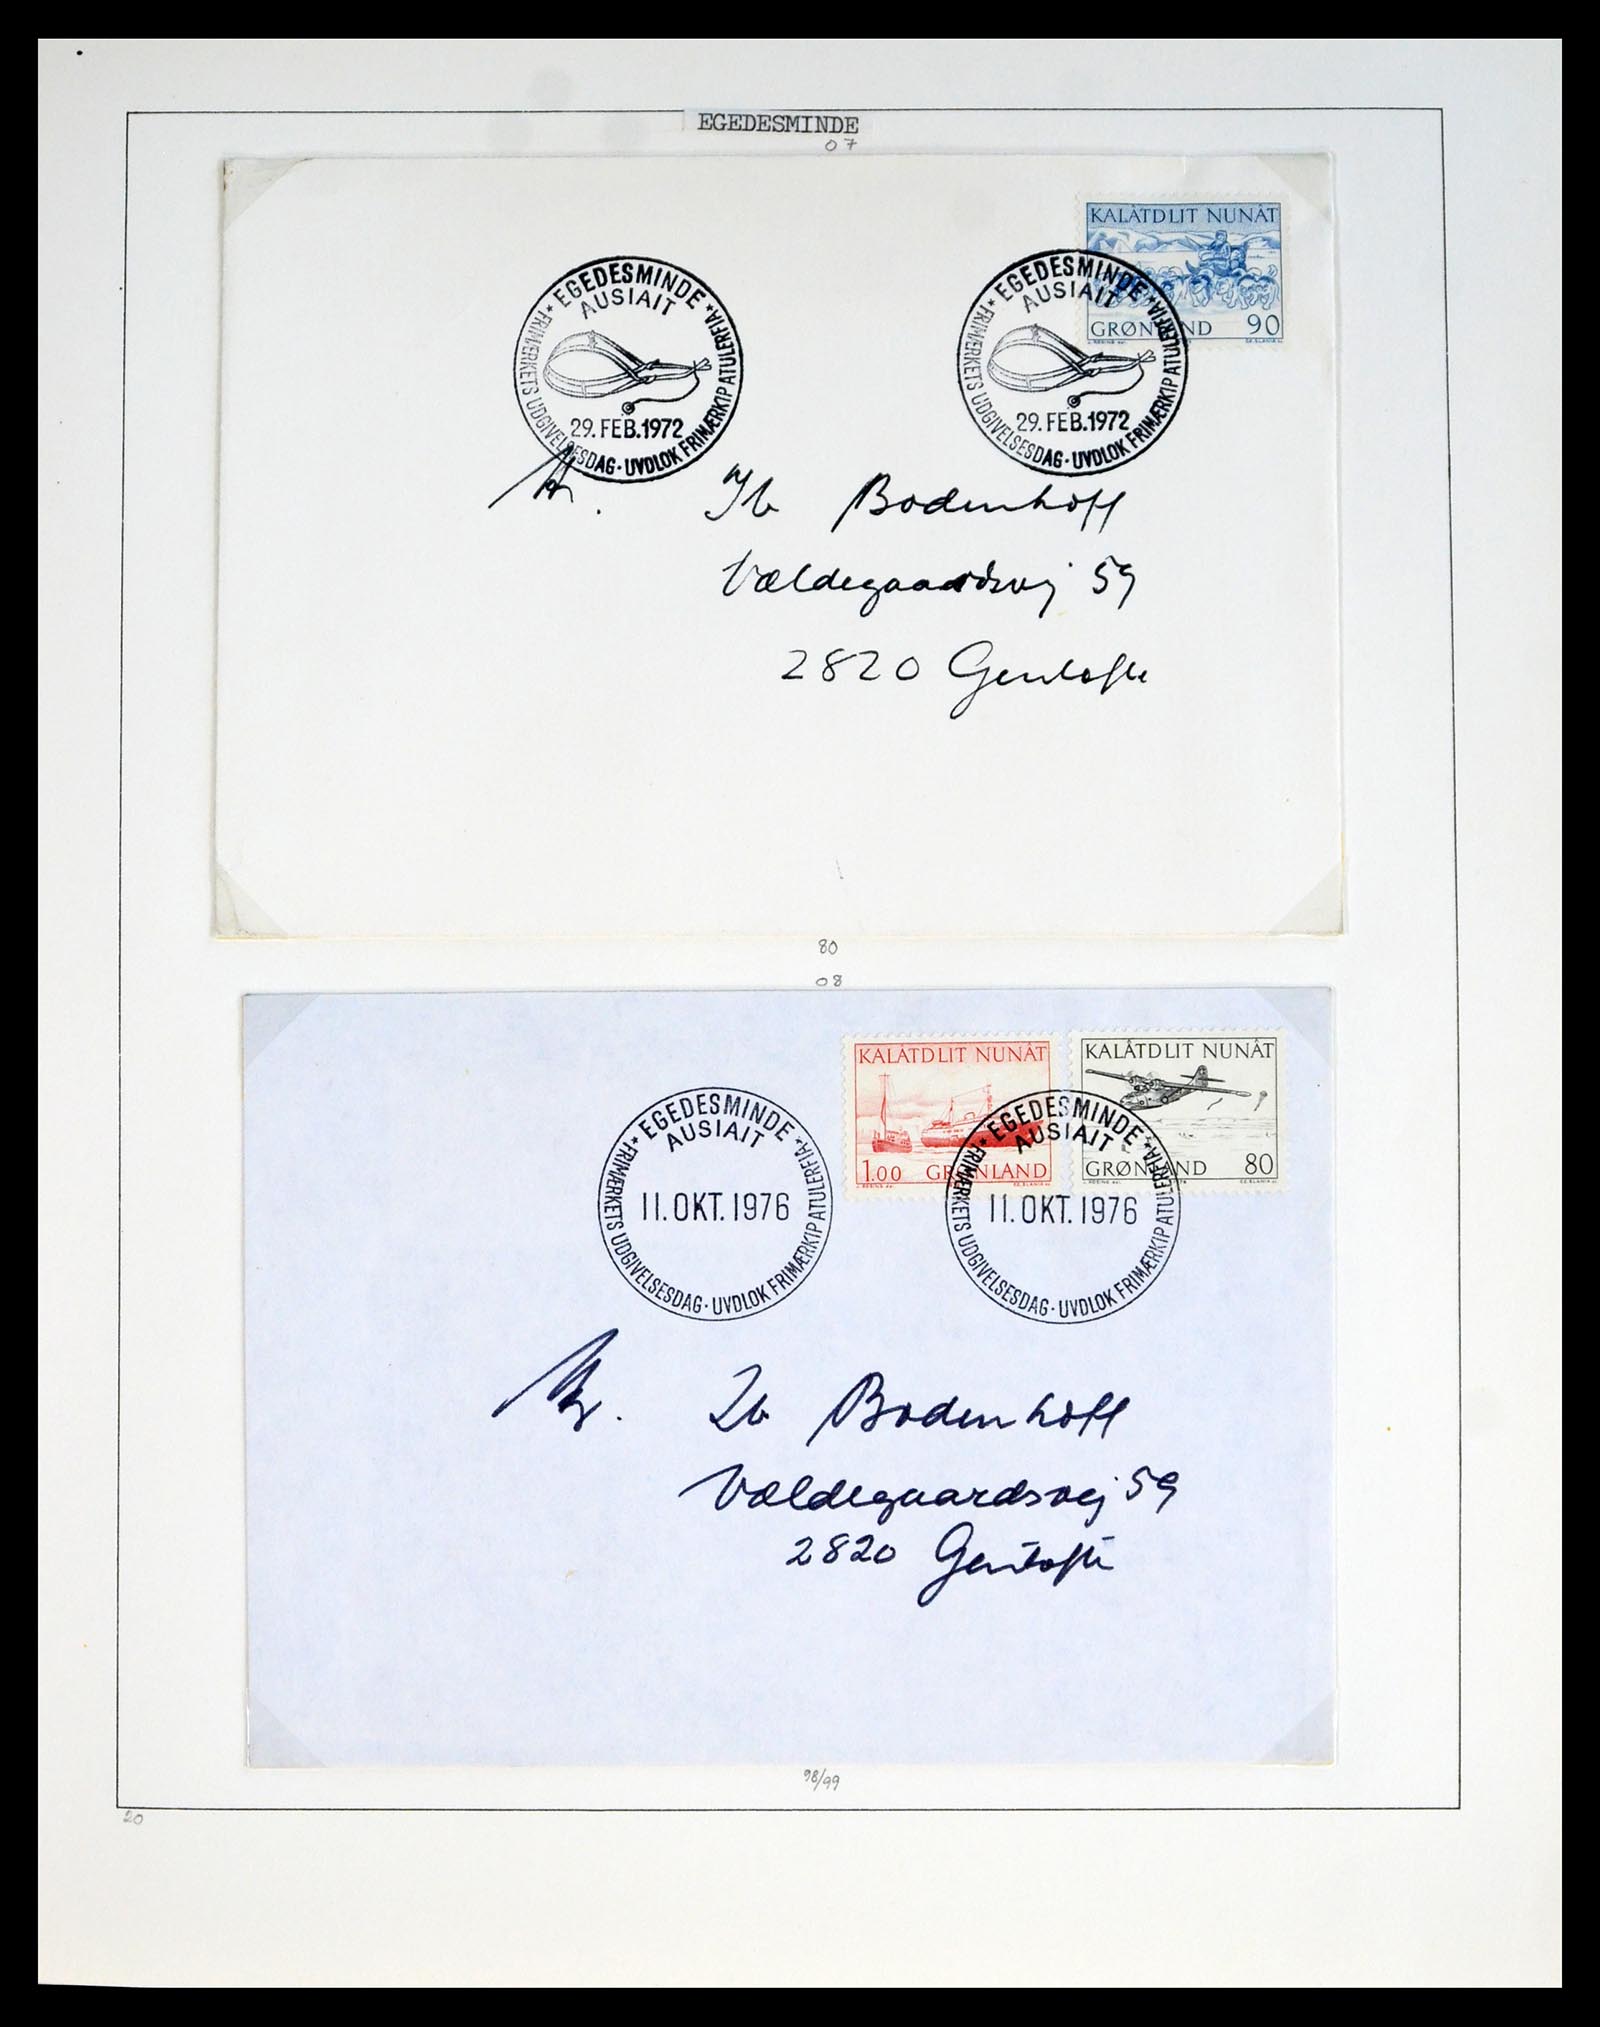 EGEDESMINDE
07
KALÂTDLIT NUNÂT
GRØNLAND 90
★ EGEDESMINDE ★
AUSIAIT
29. FEB. 1972
FRIMÆRKETS UDGIVELSESDAG · UVDLOK FRIMÆRKIP ATULERFIA
★ EGEDESMINDE ★
AUSIAIT
29. FEB. 1972
FRIMÆRKETS UDGIVELSESDAG · UVDLOK FRIMÆRKIP ATULERFIA
Hr. Ib Bodenhoff
Valdegaardsvej 59
2820 Gentofte
80
08
KALÂTDLIT NUNÂT
1.00 GRØNLAND
KALÂTDLIT NUNÂT
GRØNLAND 80
★ EGEDESMINDE ★
AUSIAIT
11. OKT. 1976
FRIMÆRKETS UDGIVELSESDAG · UVDLOK FRIMÆRKIP ATULERFIA
★ EGEDESMINDE ★
AUSIAIT
11. OKT. 1976
FRIMÆRKETS UDGIVELSESDAG · UVDLOK FRIMÆRKIP ATULERFIA
Hr. Ib Bodenhoff
Valdegaardsvej 59
2820 Gentofte
98/99
20